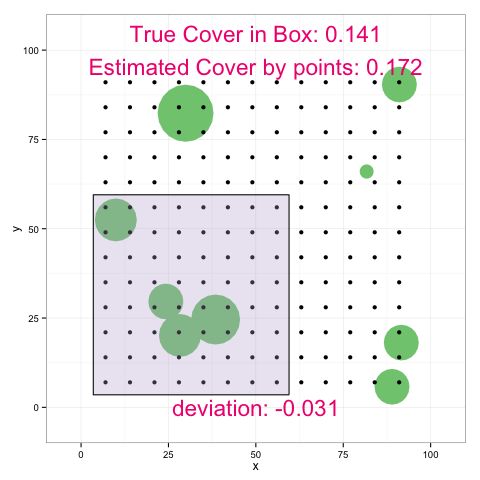 True Cover in Box: 0.141
Estimated Cover by points: 0.172
100
75
50
25
0
y
deviation: -0.031
0 25 50 75 100
x